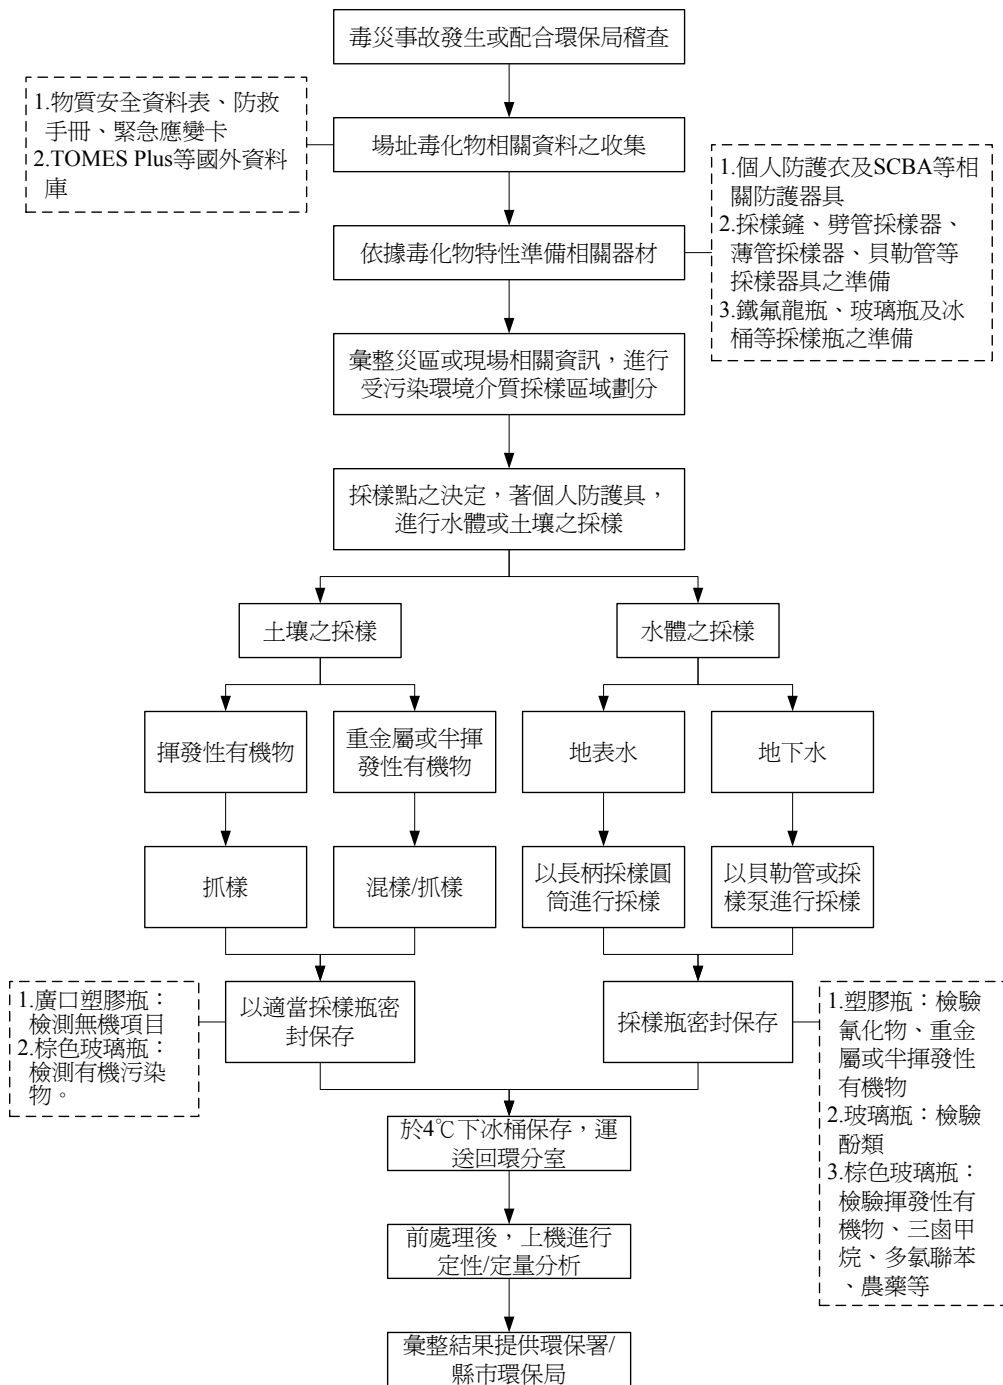 毒災事故發生或配合環保局稽查
1.物質安全資料表、防救
手冊、緊急應變卡
2.TOMES Plus等國外資料
庫
場址毒化物相關資料之收集
1.個人防護衣及SCBA等相
關防護器具
2.採樣鏟、劈管採樣器、
薄管採樣器、貝勒管等
採樣器具之準備
3.鐵氟龍瓶、玻璃瓶及冰
桶等採樣瓶之準備
依據毒化物特性準備相關器材
彙整災區或現場相關資訊，進行
受污染環境介質採樣區域劃分
採樣點之決定，著個人防護具，
進行水體或土壤之採樣
土壤之採樣
水體之採樣
揮發性有機物
重金屬或半揮
發性有機物
地表水
地下水
抓樣
混樣/抓樣
以長柄採樣圓
筒進行採樣
以貝勒管或採
樣泵進行採樣
1.廣口塑膠瓶：
檢測無機項目
2.棕色玻璃瓶：
檢測有機污染
物。
以適當採樣瓶密
封保存
採樣瓶密封保存
1.塑膠瓶：檢驗
氰化物、重金
屬或半揮發性
有機物
2.玻璃瓶：檢驗
酚類
3.棕色玻璃瓶：
檢驗揮發性有
機物、三鹵甲
烷、多氯聯苯
、農藥等
於4℃下冰桶保存，運
送回環分室
前處理後，上機進行
定性/定量分析
彙整結果提供環保署/
縣市環保局